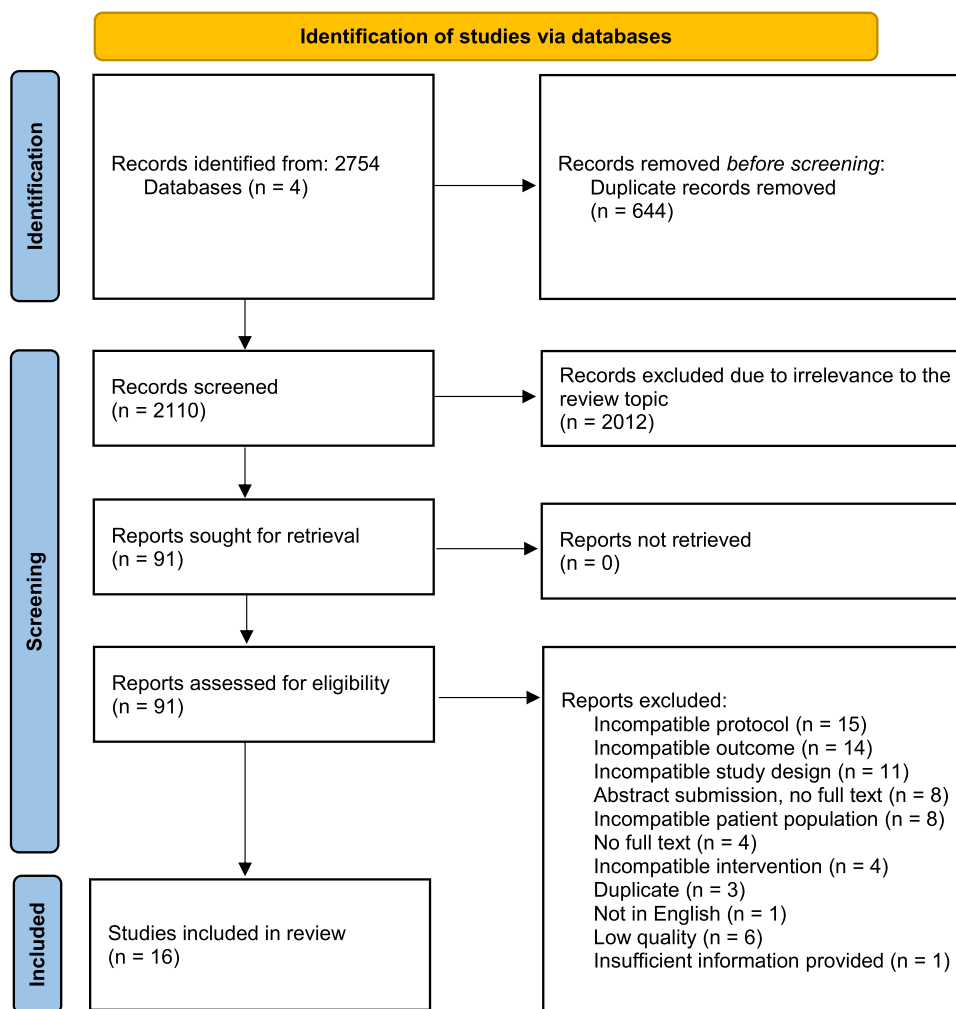 Identification of studies via databases
Identification
Records identified from: 2754
Databases (n = 4)
Records removed before screening:
Duplicate records removed
(n = 644)
Screening
Records screened
(n = 2110)
Records excluded due to irrelevance to the
review topic
(n = 2012)
Reports sought for retrieval
(n = 91)
Reports not retrieved
(n = 0)
Reports assessed for eligibility
(n = 91)
Reports excluded:
Incompatible protocol (n = 15)
Incompatible outcome (n = 14)
Incompatible study design (n = 11)
Abstract submission, no full text (n = 8)
Incompatible patient population (n = 8)
No full text (n = 4)
Incompatible intervention (n = 4)
Duplicate (n = 3)
Not in English (n = 1)
Low quality (n = 6)
Insufficient information provided (n = 1)
Included
Studies included in review
(n = 16)